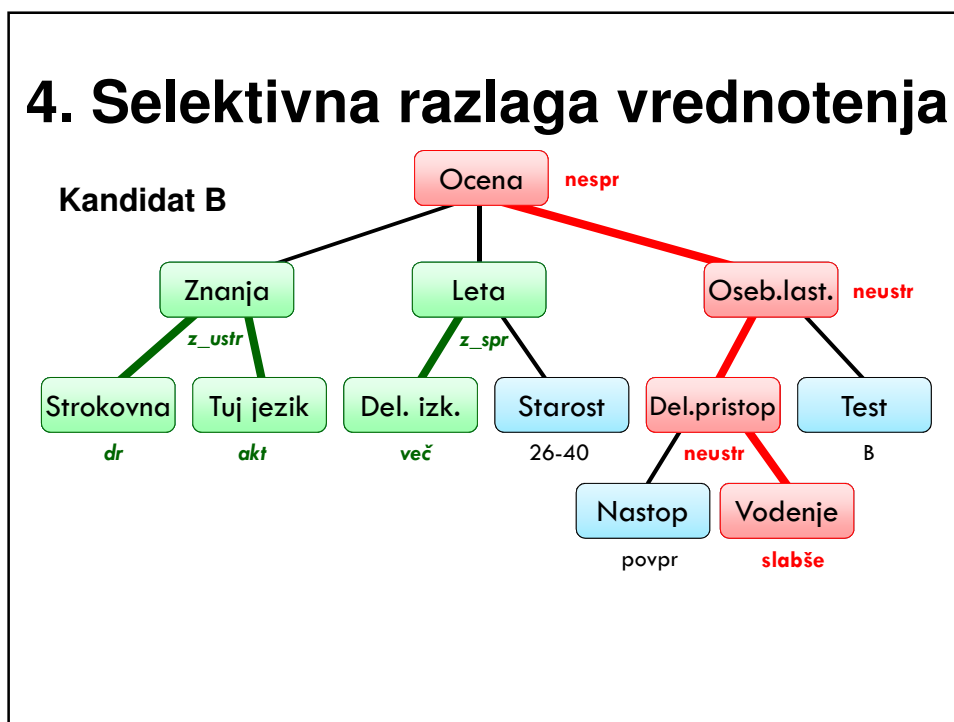 4. Selektivna razlaga vrednotenja
Kandidat B
Ocena nespr
Znanja Leta Oseb.last. neustr
z_ustr z_spr
Strokovna Tuj jezik Del. izk. Starost Del.pristop Test
dr akt več 26-40 neustr B
Nastop Vodenje
povpr slabše